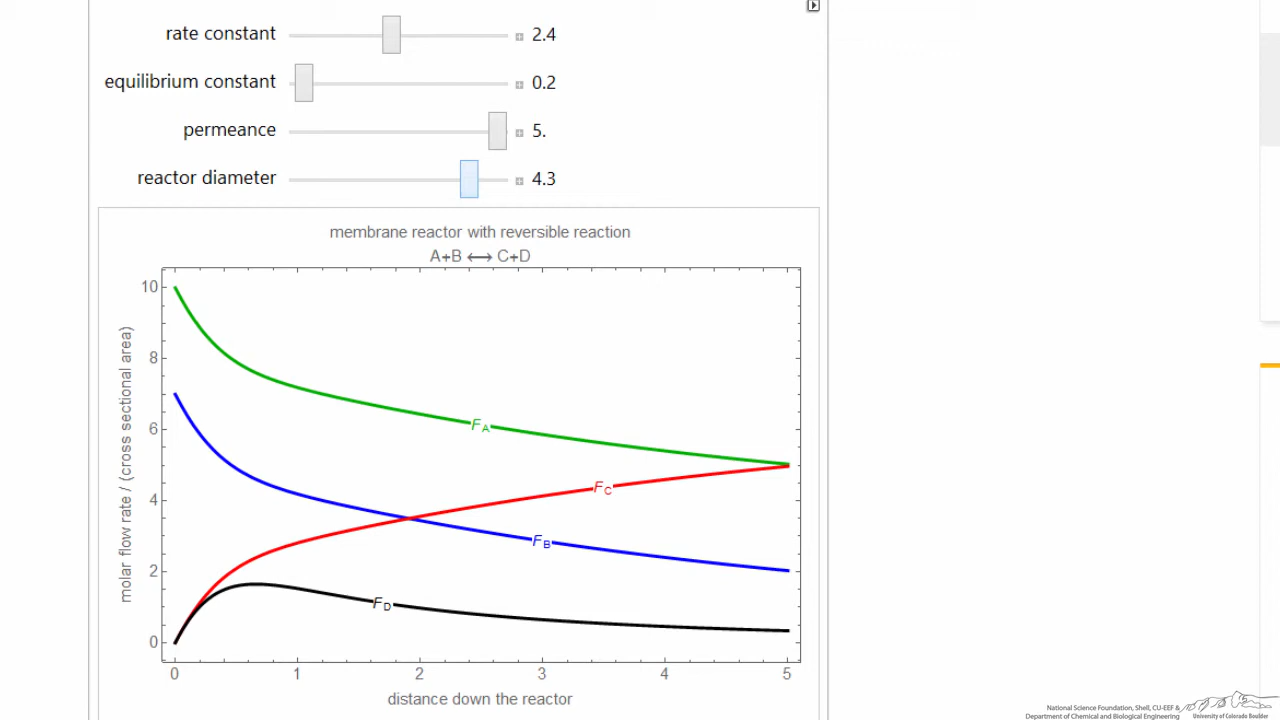 rate constant 2.4
equilibrium constant 0.2
permeance 5.
reactor diameter 4.3
membrane reactor with reversible reaction
A+B ⟷ C+D
molar flow rate / (cross sectional area)
10
8
6
4
2
0
F_A
F_C
F_B
F_D
0 1 2 3 4 5
distance down the reactor
National Science Foundation, Shell, CU-EEF &
Department of Chemical and Biological Engineering
University of Colorado Boulder